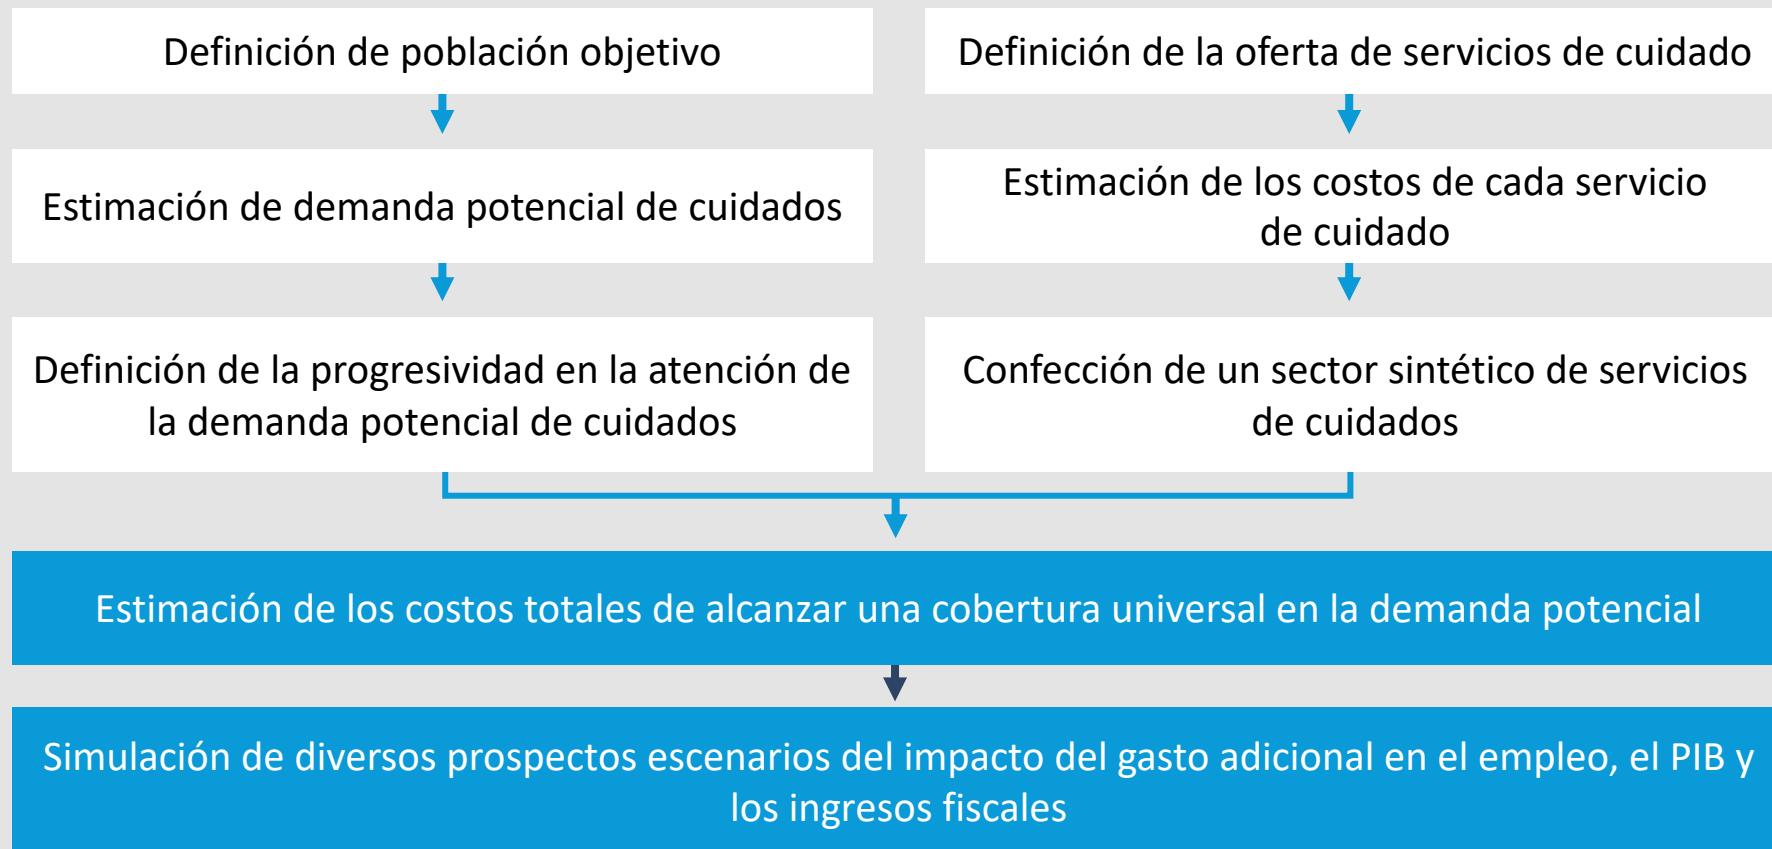 Definición de población objetivo
Definición de la oferta de servicios de cuidado
Estimación de demanda potencial de cuidados
Estimación de los costos de cada servicio
de cuidado
Definición de la progresividad en la atención de
la demanda potencial de cuidados
Confección de un sector sintético de servicios
de cuidados
Estimación de los costos totales de alcanzar una cobertura universal en la demanda potencial
Simulación de diversos prospectos escenarios del impacto del gasto adicional en el empleo, el PIB y
los ingresos fiscales